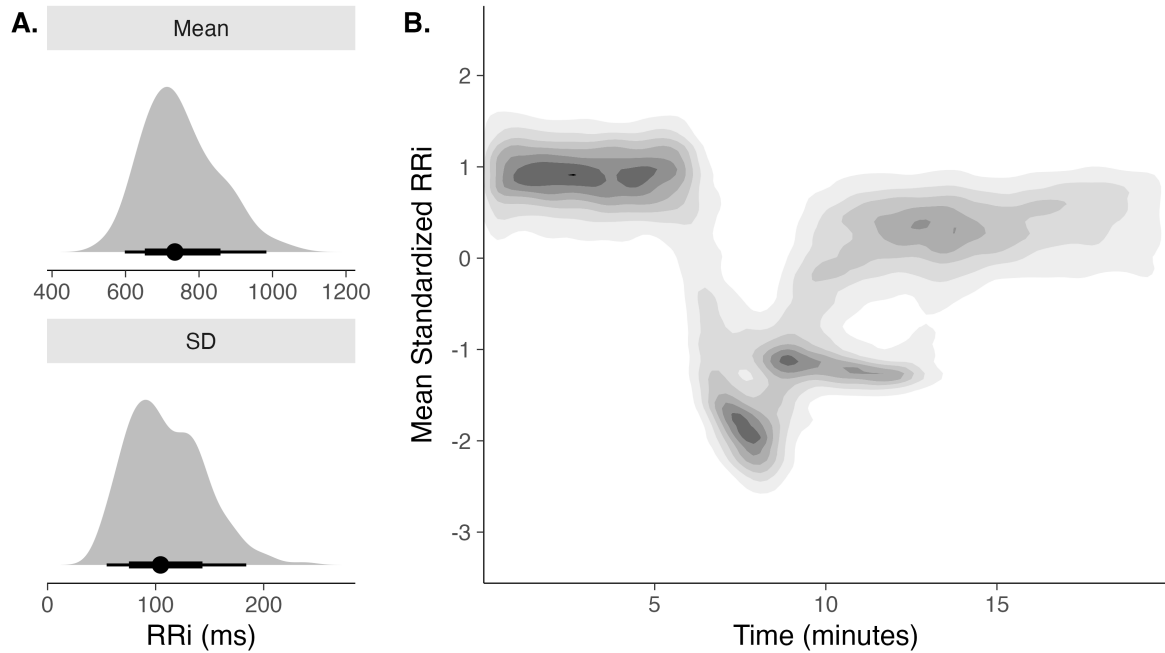 A.
Mean
400 600 800 1000 1200
SD
0 100 200
RRi (ms)
B.
Mean Standardized RRi
2
1
0
-1
-2
-3
5 10 15
Time (minutes)